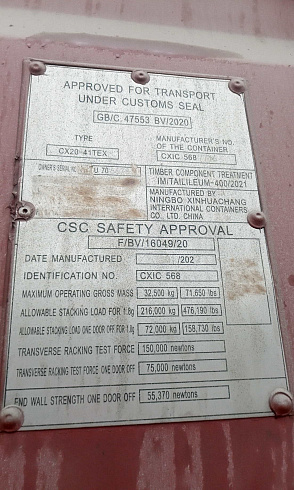 APPROVED FOR TRANSPORT
UNDER CUSTOMS SEAL
GB/C 47553 BV/2020
TYPE
CX20-41TEX
MANUFACTURER'S NO.
OF THE CONTAINER
CXIC 568
OWNER'S SERIAL No.
U 70
TIMBER COMPONENT TREATMENT
IM/TAILILEUM-400/2021
MANUFACTURED BY
NINGBO XINHUACHANG
INTERNATIONAL CONTAINERS
CO., LTD. CHINA
CSC SAFETY APPROVAL
F/BV/16049/20
DATE MANUFACTURED /202
IDENTIFICATION NO. CXIC 568
MAXIMUM OPERATING GROSS MASS 32,500 kg 71,650 lbs
ALLOWABLE STACKING LOAD FOR 1.8g 216,000 kg 476,190 lbs
ALLOWABLE STACKING LOAD ONE DOOR OFF FOR 1.8g 72,000 kg 158,730 lbs
TRANSVERSE RACKING TEST FORCE 150,000 newtons
TRANSVERSE RACKING TEST FORCE ONE DOOR OFF 75,000 newtons
END WALL STRENGTH ONE DOOR OFF 55,370 newtons